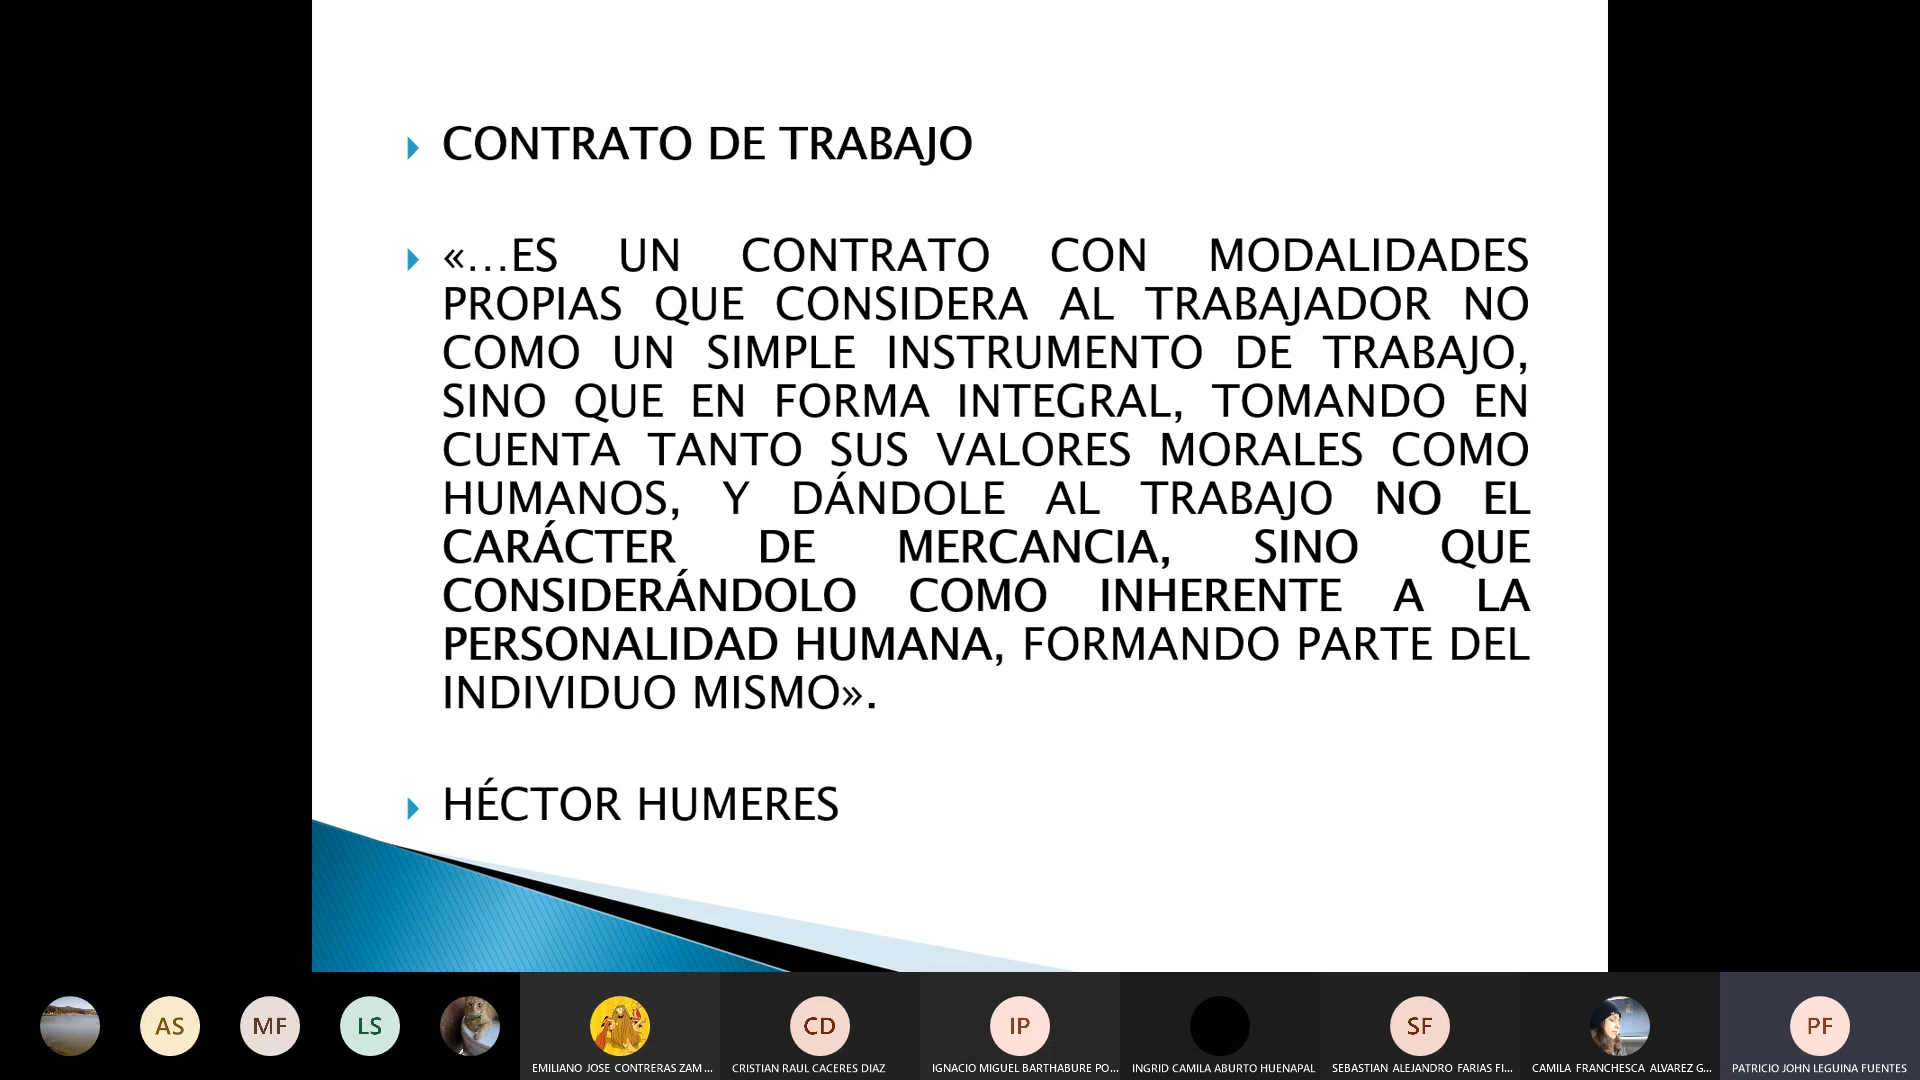 CONTRATO DE TRABAJO
«...ES UN CONTRATO CON MODALIDADES
PROPIAS QUE CONSIDERA AL TRABAJADOR NO
COMO UN SIMPLE INSTRUMENTO DE TRABAJO,
SINO QUE EN FORMA INTEGRAL, TOMANDO EN
CUENTA TANTO SUS VALORES MORALES COMO
HUMANOS, Y DÁNDOLE AL TRABAJO NO EL
CARÁCTER DE MERCANCIA, SINO QUE
CONSIDERÁNDOLO COMO INHERENTE A LA
PERSONALIDAD HUMANA, FORMANDO PARTE DEL
INDIVIDUO MISMO».
HÉCTOR HUMERES
AS MF LS CD IP SF PF
EMILIANO JOSE CONTRERAS ZAM... CRISTIAN RAUL CACERES DIAZ IGNACIO MIGUEL BARTHABURE PO... INGRID CAMILA ABURTO HUENAPAL SEBASTIAN ALEJANDRO FARIAS FI... CAMILA FRANCHESCA ALVAREZ G... PATRICIO JOHN LEGUINA FUENTES